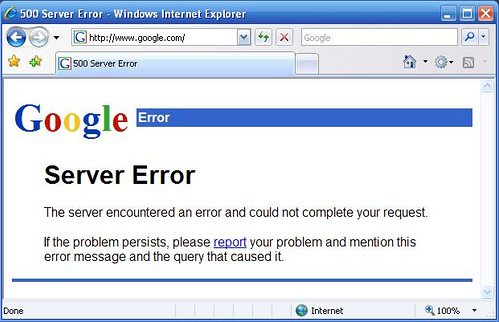 500 Server Error - Windows Internet Explorer
http://www.google.com/
Google
500 Server Error
Google Error
Server Error
The server encountered an error and could not complete your request.
If the problem persists, please report your problem and mention this
error message and the query that caused it.
Done
Internet
100%